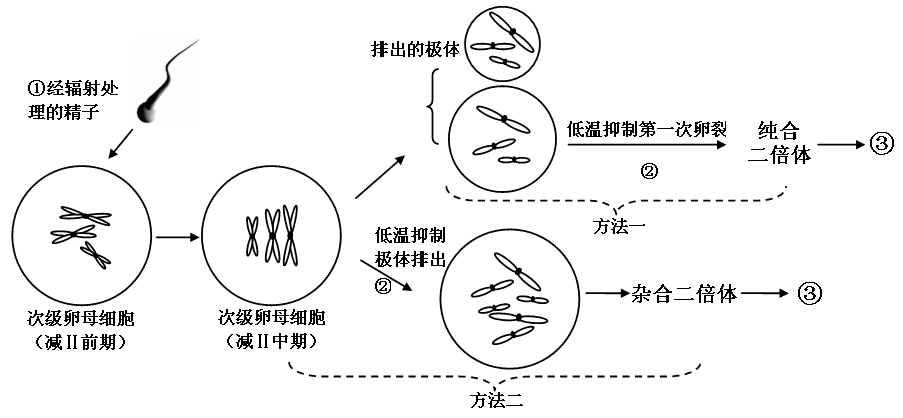 ①经辐射处
理的精子
排出的极体
低温抑制第一次卵裂
②
纯合
二倍体
③
方法一
次级卵母细胞
（减Ⅱ前期）
次级卵母细胞
（减Ⅱ中期）
低温抑制
极体排出
②
杂合二倍体
③
方法二